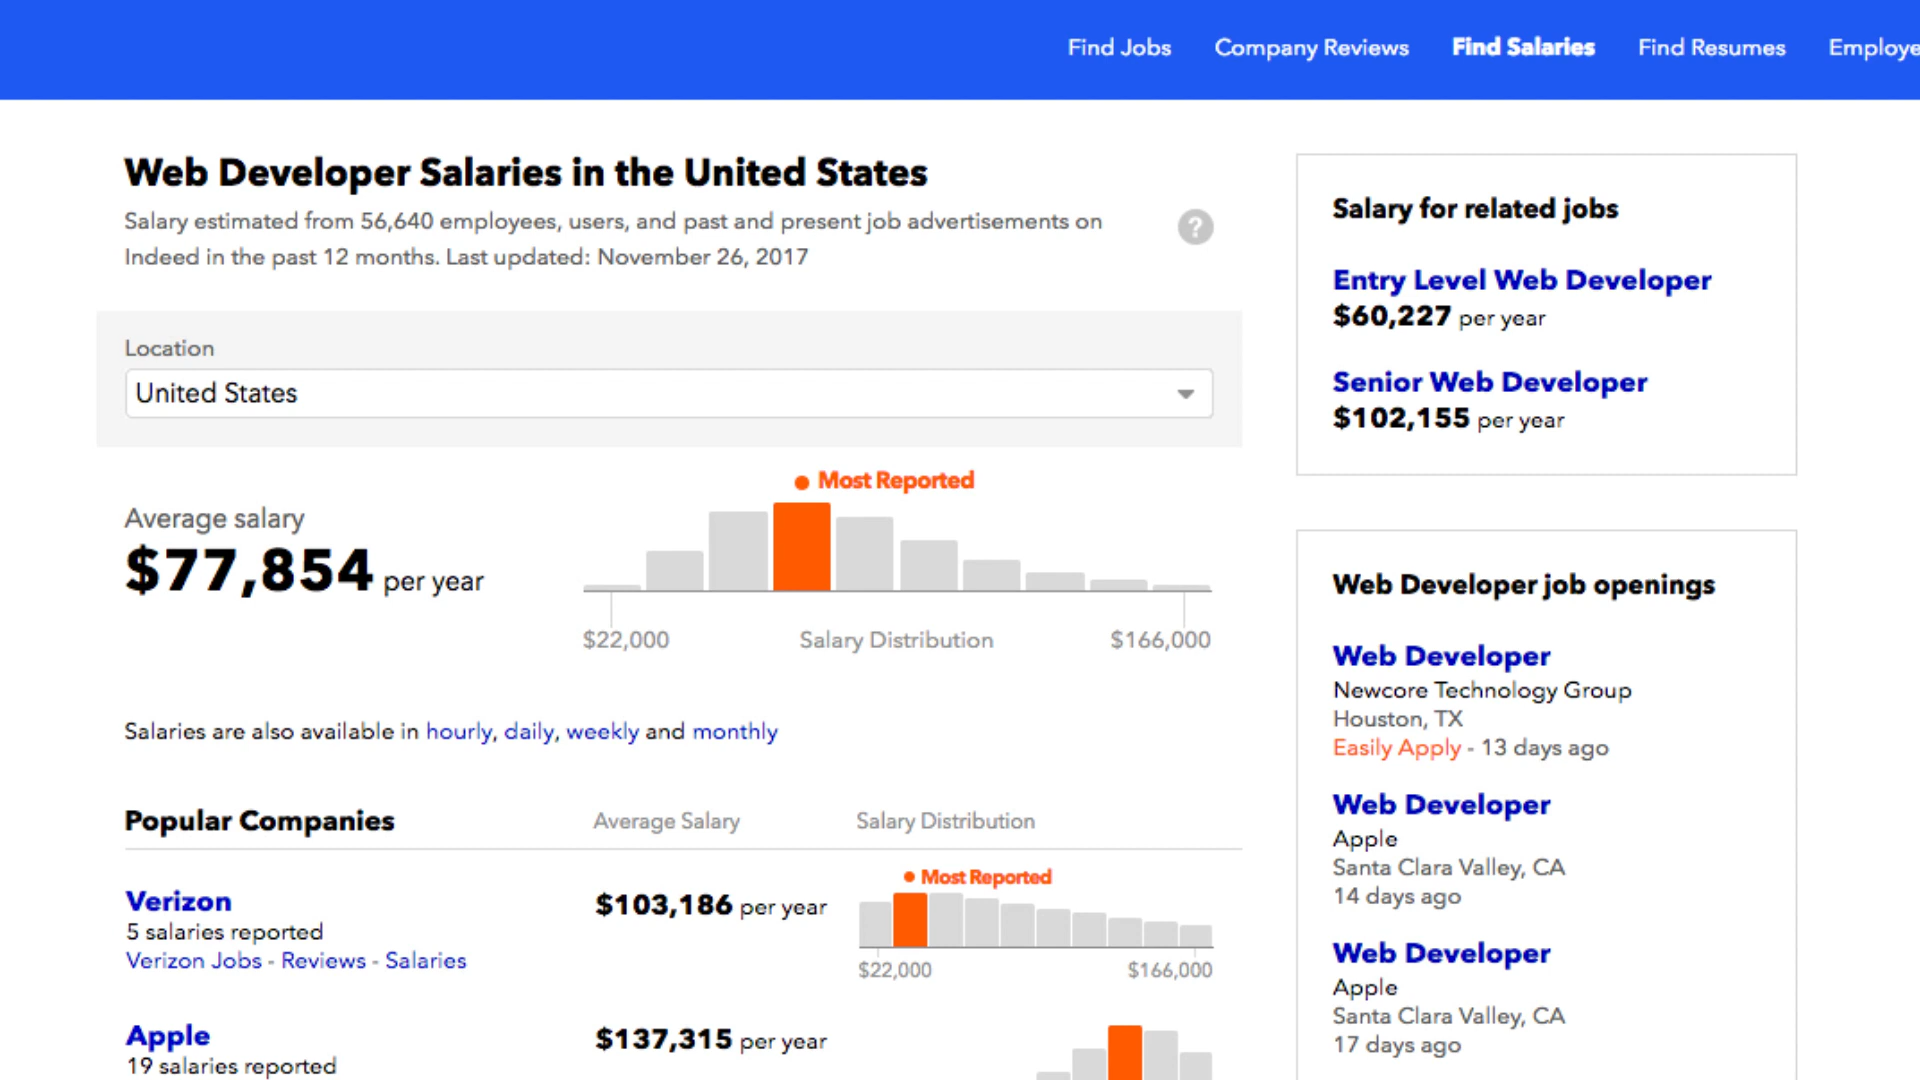 Find Jobs Company Reviews Find Salaries Find Resumes Employe
Web Developer Salaries in the United States
Salary estimated from 56,640 employees, users, and past and present job advertisements on
Indeed in the past 12 months. Last updated: November 26, 2017
?
Location
United States
Most Reported
Average salary
$77,854 per year
$22,000 Salary Distribution $166,000
Salaries are also available in hourly, daily, weekly and monthly
Popular Companies Average Salary Salary Distribution
Most Reported
Verizon $103,186 per year
5 salaries reported
Verizon Jobs - Reviews - Salaries
$22,000 $166,000
Apple $137,315 per year
19 salaries reported
Salary for related jobs
Entry Level Web Developer
$60,227 per year
Senior Web Developer
$102,155 per year
Web Developer job openings
Web Developer
Newcore Technology Group
Houston, TX
Easily Apply - 13 days ago
Web Developer
Apple
Santa Clara Valley, CA
14 days ago
Web Developer
Apple
Santa Clara Valley, CA
17 days ago